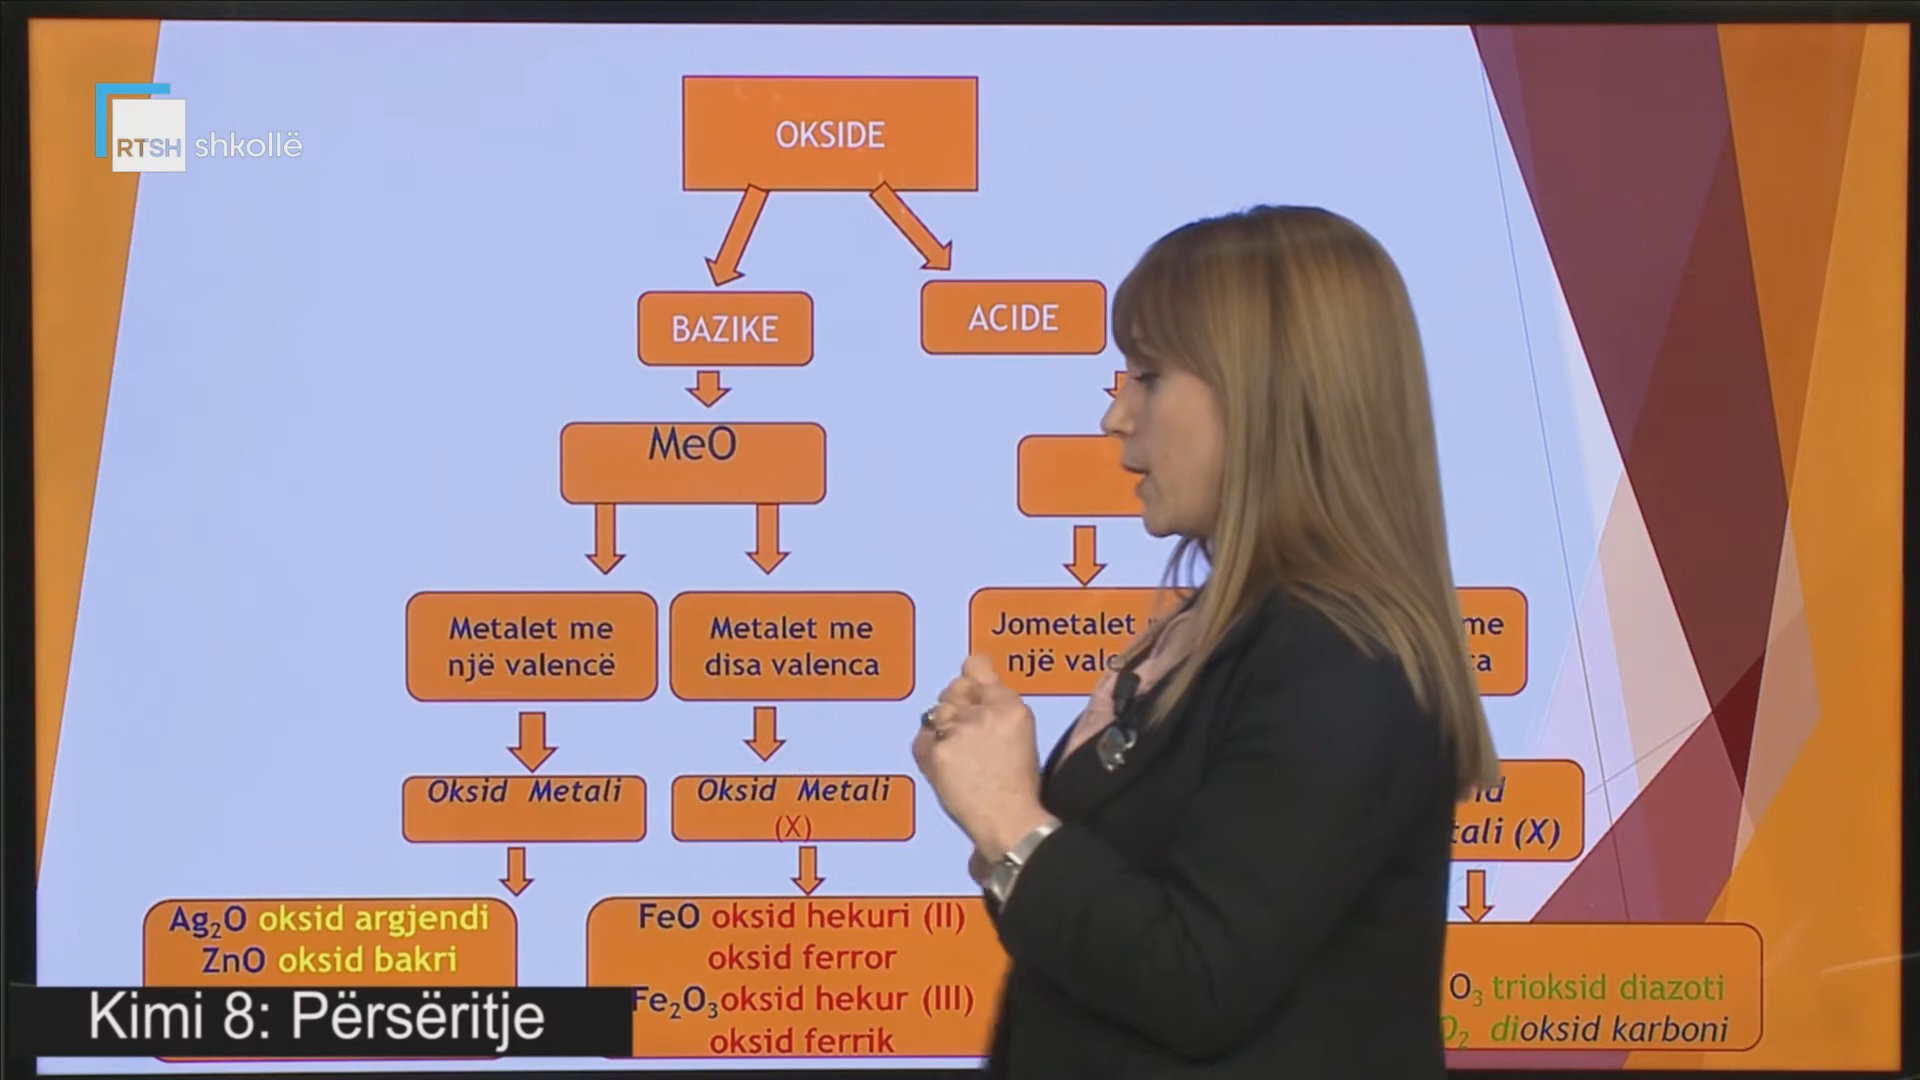 RTSH shkollë
OKSIDE
BAZIKE
ACIDE
MeO
Metalet me
një valencë
Metalet me
disa valenca
Jometalet
një
me
Oksid Metali
Oksid Metali
(X)
(X)
Ag₂O oksid argjendi
ZnO oksid bakri
FeO oksid hekuri (II)
oksid ferror
Fe₂O₃oksid hekur (III)
oksid ferrik
O₃ trioksid diazoti
O₂ dioksid karboni
Kimi 8: Përsëritje